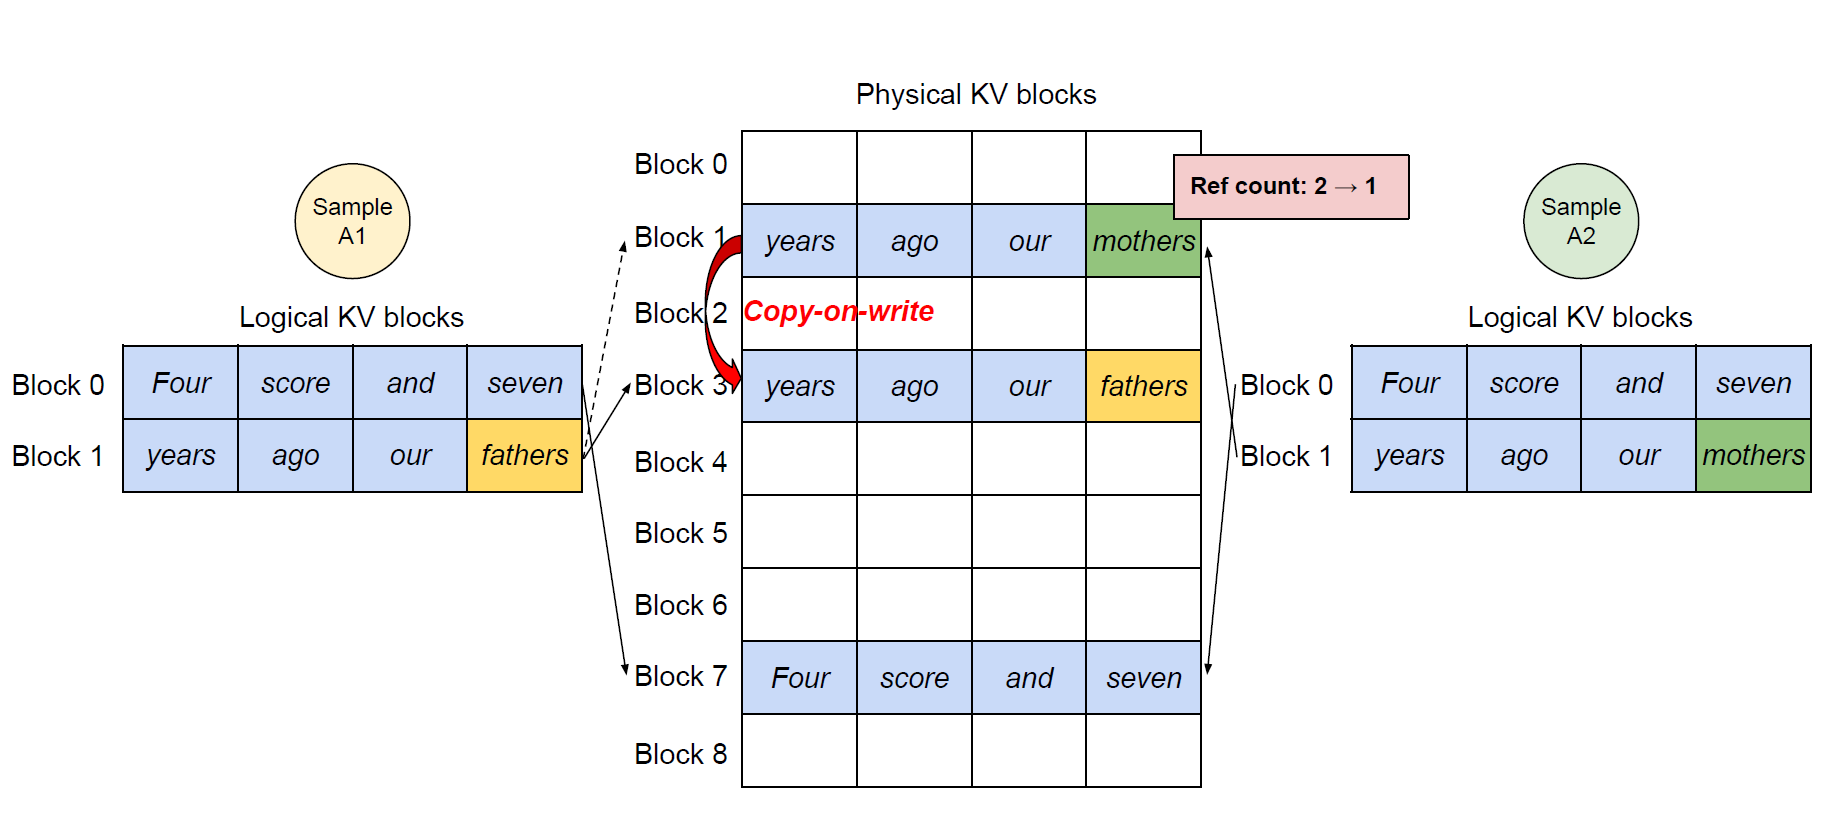 Physical KV blocks
Sample
A1
Logical KV blocks
Block 0 Four score and seven
Block 1 years ago our fathers
Block 0
Ref count: 2 → 1
Block 1 years ago our mothers
Block 2 Copy-on-write
Block 3 years ago our fathers
Block 4
Block 5
Block 6
Block 7 Four score and seven
Block 8
Sample
A2
Logical KV blocks
Block 0 Four score and seven
Block 1 years ago our mothers